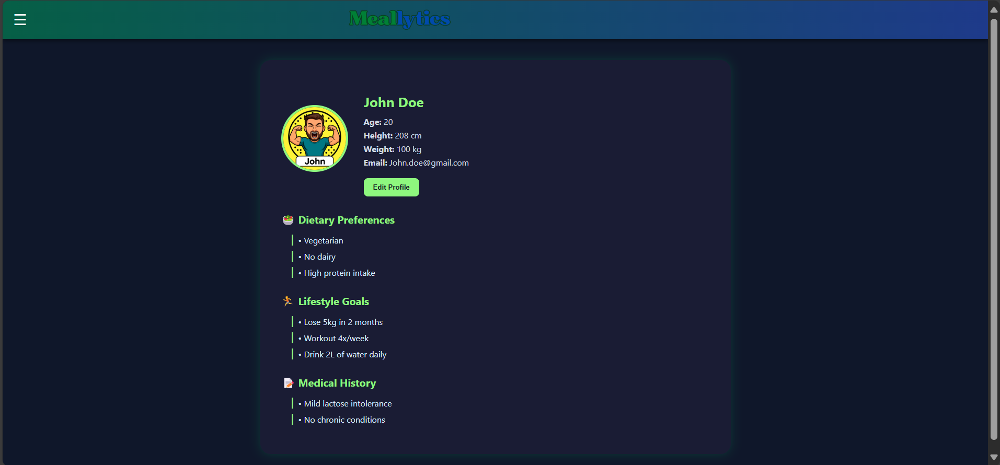 ☰
Meallytics
John Doe
Age: 20
Height: 208 cm
Weight: 100 kg
Email: John.doe@gmail.com
John
Edit Profile
Dietary Preferences
• Vegetarian
• No dairy
• High protein intake
Lifestyle Goals
• Lose 5kg in 2 months
• Workout 4x/week
• Drink 2L of water daily
Medical History
• Mild lactose intolerance
• No chronic conditions